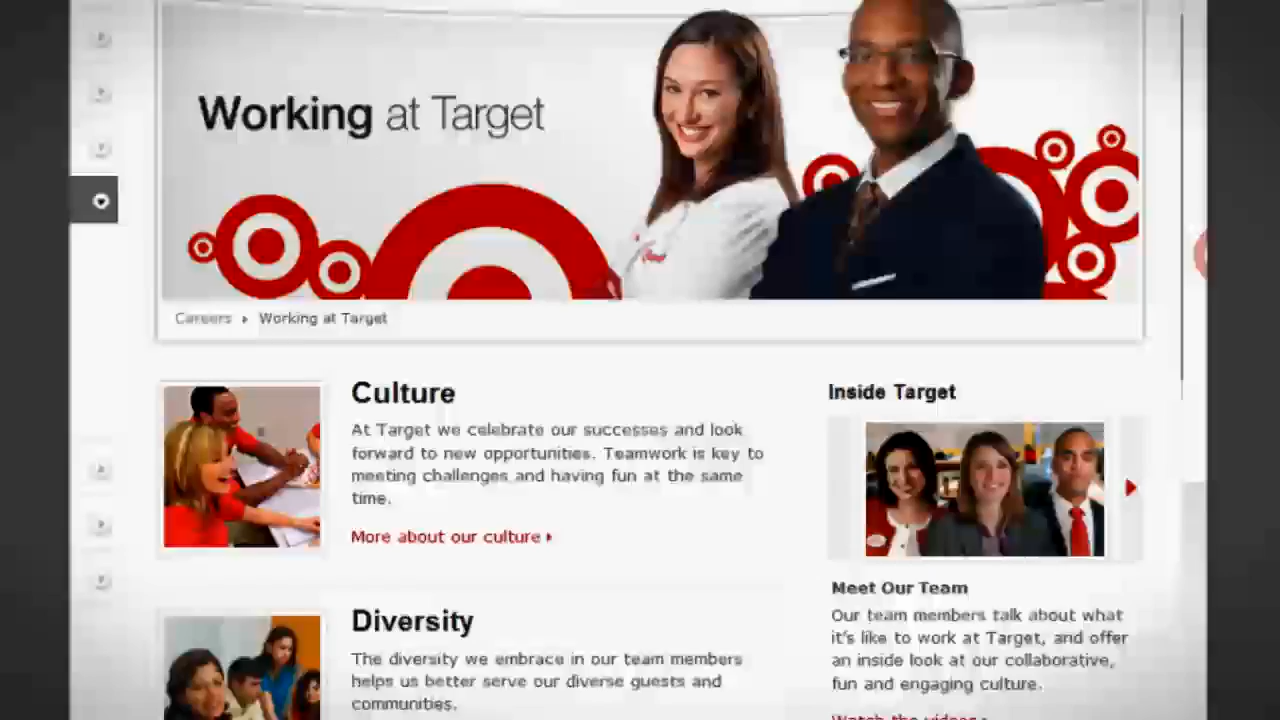 Working at Target
Careers ▸ Working at Target
Culture
At Target we celebrate our successes and look
forward to new opportunities. Teamwork is key to
meeting challenges and having fun at the same
time.
More about our culture ▸
Diversity
The diversity we embrace in our team members
helps us better serve our diverse guests and
communities.
Inside Target
Meet Our Team
Our team members talk about what
it's like to work at Target, and offer
an inside look at our collaborative,
fun and engaging culture.
Watch the videos ▸